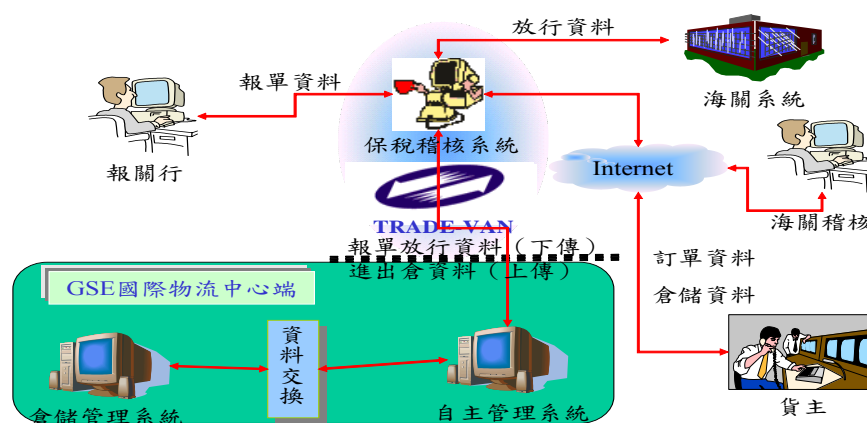 放行資料
報單資料
海關系統
保稅稽核系統
報關行
Internet
海關稽核
TRADE-VAN
報單放行資料（下傳）
進出倉資料（上傳）
訂單資料
倉儲資料
GSE國際物流中心端
資料交換
倉儲管理系統
自主管理系統
貨主